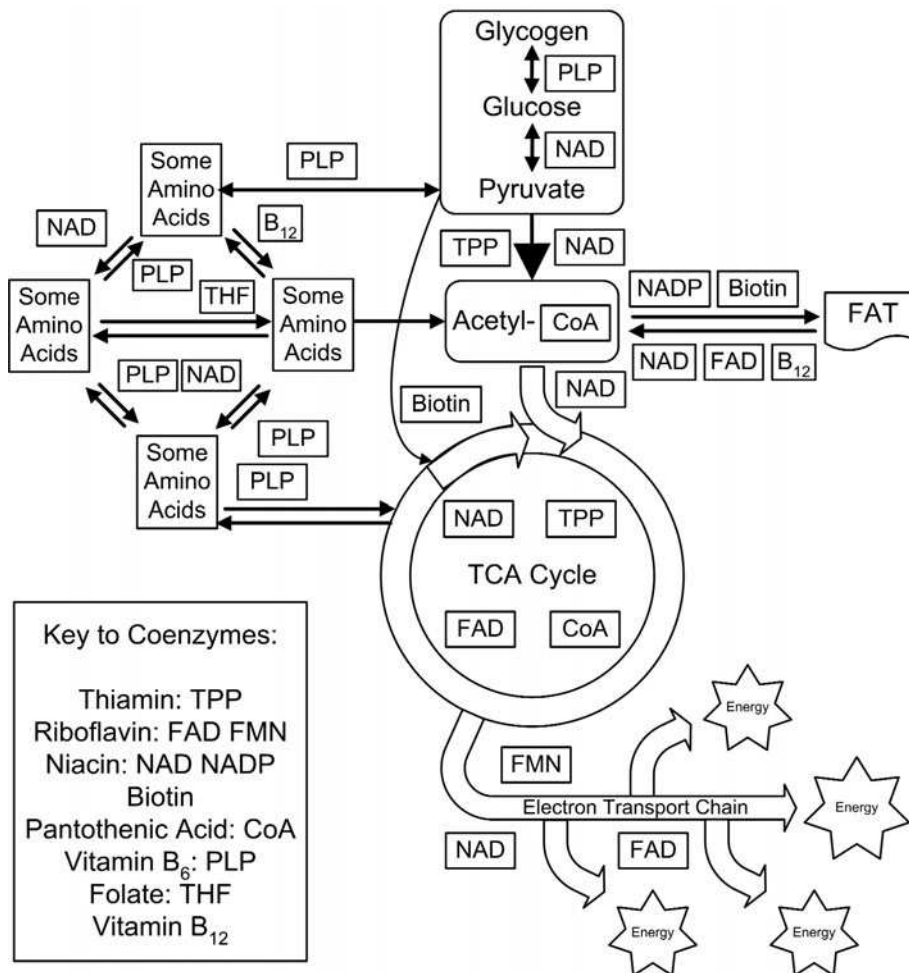 Glycogen
PLP
Glucose
NAD
Pyruvate
PLP
Some
Amino
Acids
NAD
B12
PLP
THF
TPP
NAD
Some
Amino
Acids
Some
Amino
Acids
Acetyl- CoA
NADP Biotin
FAT
NAD FAD B12
PLP NAD
Biotin
NAD
PLP
PLP
Some
Amino
Acids
NAD TPP
TCA Cycle
FAD CoA
Key to Coenzymes:
Thiamin: TPP
Riboflavin: FAD FMN
Niacin: NAD NADP
Biotin
Pantothenic Acid: CoA
Vitamin B6: PLP
Folate: THF
Vitamin B12
Energy
FMN
Electron Transport Chain
Energy
NAD
FAD
Energy
Energy